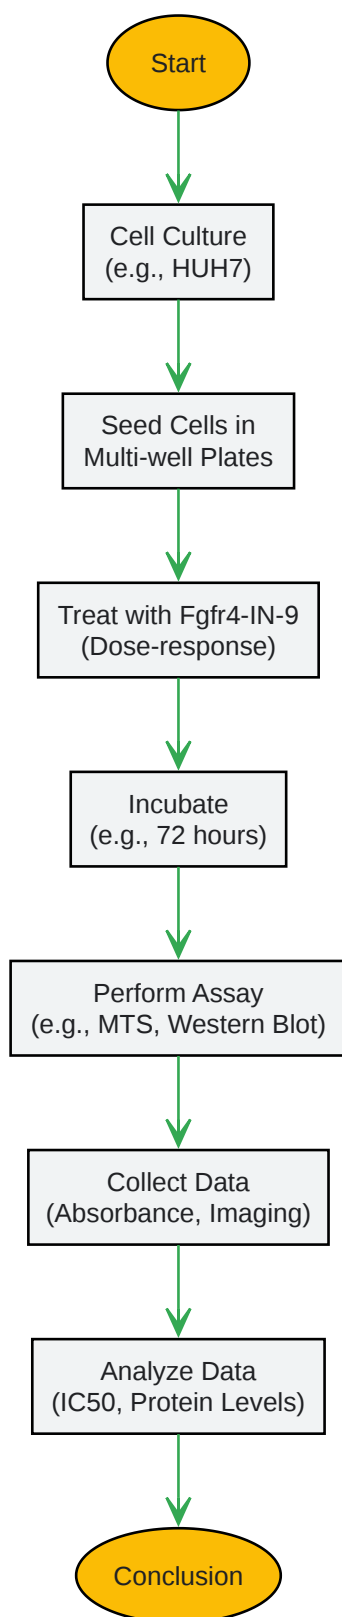 Start
Cell Culture
(e.g., HUH7)
Seed Cells in
Multi-well Plates
Treat with Fgfr4-IN-9
(Dose-response)
Incubate
(e.g., 72 hours)
Perform Assay
(e.g., MTS, Western Blot)
Collect Data
(Absorbance, Imaging)
Analyze Data
(IC50, Protein Levels)
Conclusion